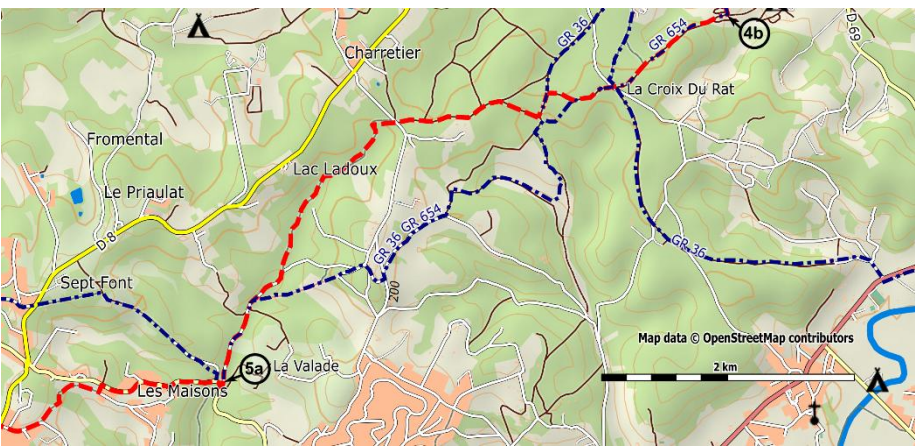 GR 36
GR 654
4b
D-69
Charretier
La Croix Du Rat
Fromental
Lac Ladoux
Le Priaulat
D 8
GR 36 GR 654
GR 36
Sept Font
200
Map data © OpenStreetMap contributors
5a
La Valade
2 km
Les Maisons